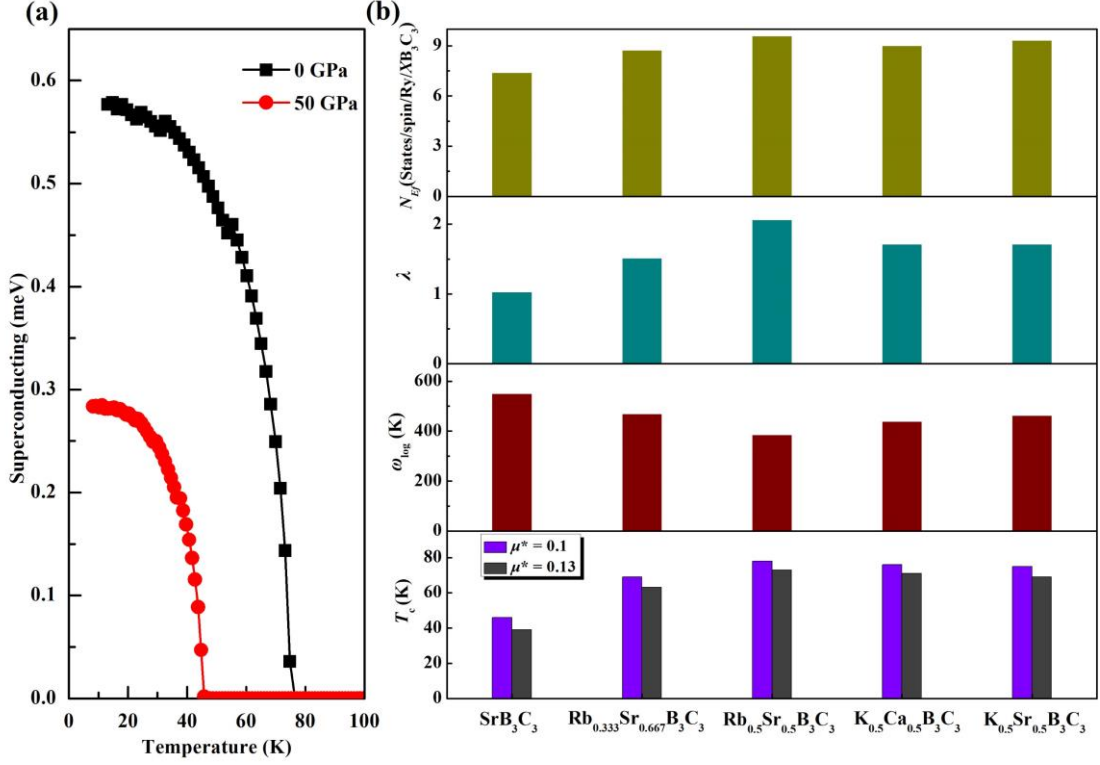 (a)
0 GPa
50 GPa
0.6
0.5
0.4
0.3
0.2
0.1
0.0
Superconducting (meV)
0 20 40 60 80 100
Temperature (K)
(b)
9
6
3
0
N_Ef(States/spin/Ry/XB₃C₃)
2
1
0
λ
600
400
200
0
ω_log (K)
μ* = 0.1
μ* = 0.13
80
60
40
20
0
T_c (K)
SrB₃C₃ Rb₀.₃₃₃Sr₀.₆₆₇B₃C₃ Rb₀.₅Sr₀.₅B₃C₃ K₀.₅Ca₀.₅B₃C₃ K₀.₅Sr₀.₅B₃C₃